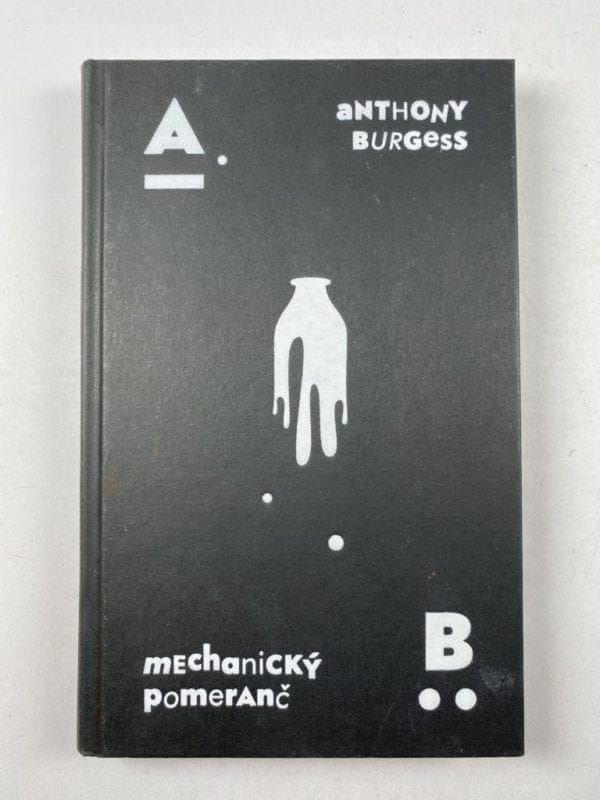 A.
aNTHONY
BURGesS
mEchaniCKÝ
pomerAnč
B